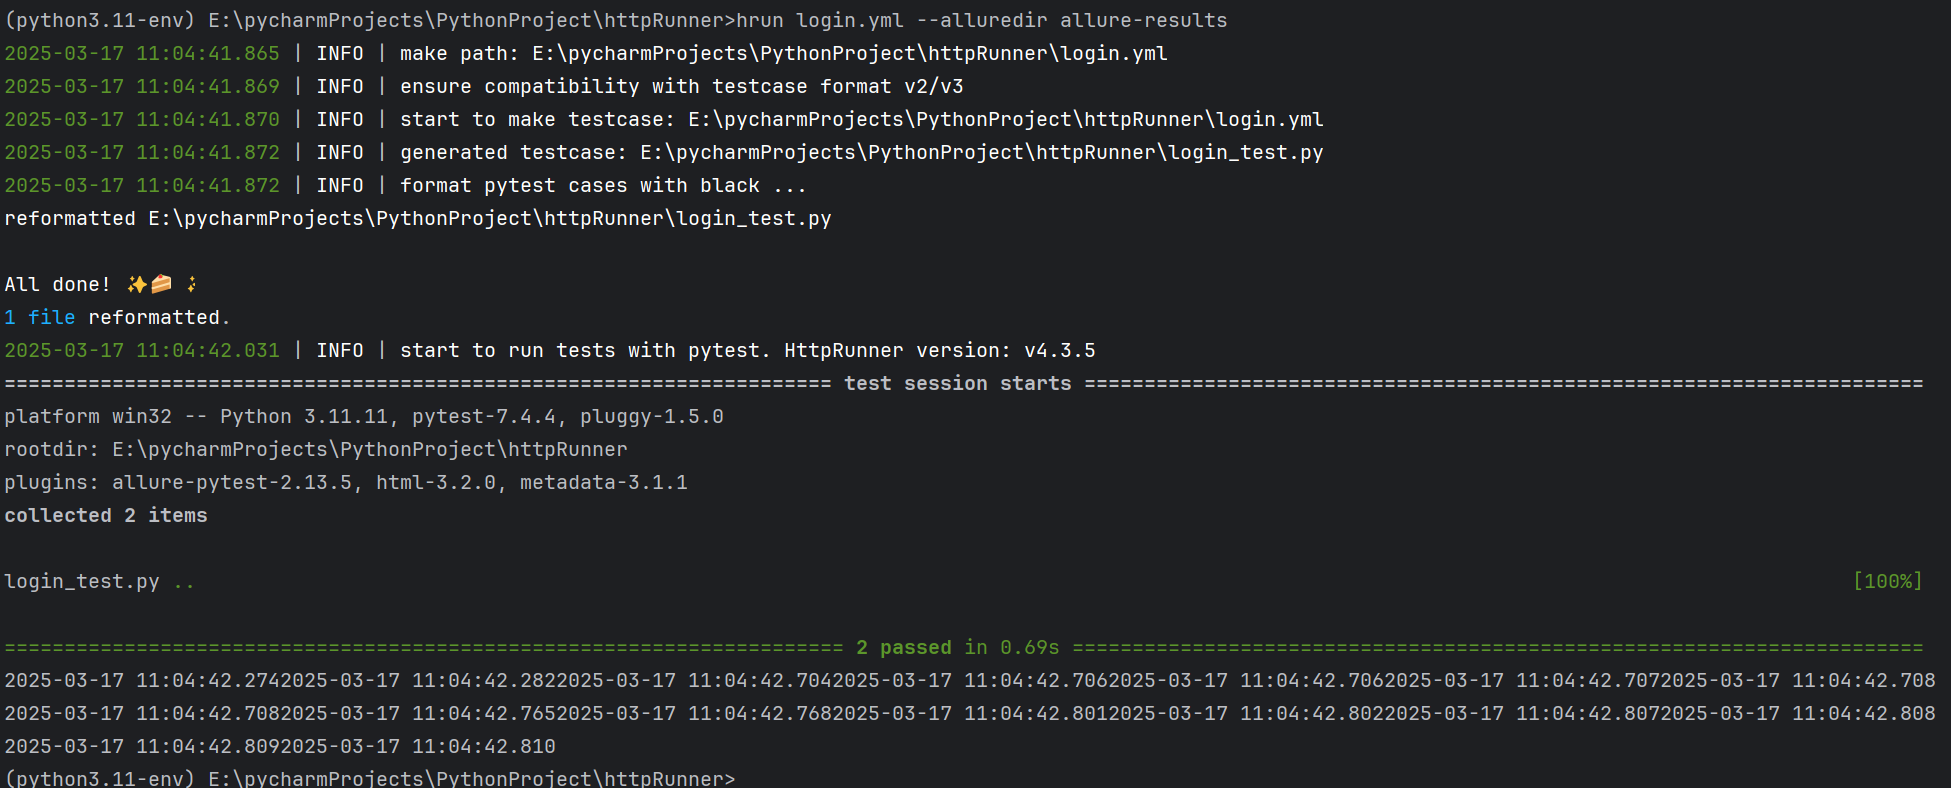 (python3.11-env) E:\pycharmProjects\PythonProject\httpRunner>hrun login.yml --alluredir allure-results
2025-03-17 11:04:41.865 | INFO | make path: E:\pycharmProjects\PythonProject\httpRunner\login.yml
2025-03-17 11:04:41.869 | INFO | ensure compatibility with testcase format v2/v3
2025-03-17 11:04:41.870 | INFO | start to make testcase: E:\pycharmProjects\PythonProject\httpRunner\login.yml
2025-03-17 11:04:41.872 | INFO | generated testcase: E:\pycharmProjects\PythonProject\httpRunner\login_test.py
2025-03-17 11:04:41.872 | INFO | format pytest cases with black ...
reformatted E:\pycharmProjects\PythonProject\httpRunner\login_test.py
All done! ✨🍰 ✨
1 file reformatted.
2025-03-17 11:04:42.031 | INFO | start to run tests with pytest. HttpRunner version: v4.3.5
===================================================================== test session starts ======================================================================
platform win32 -- Python 3.11.11, pytest-7.4.4, pluggy-1.5.0
rootdir: E:\pycharmProjects\PythonProject\httpRunner
plugins: allure-pytest-2.13.5, html-3.2.0, metadata-3.1.1
collected 2 items
login_test.py .. [100%]
====================================================================== 2 passed in 0.69s =======================================================================
2025-03-17 11:04:42.2742025-03-17 11:04:42.2822025-03-17 11:04:42.7042025-03-17 11:04:42.7062025-03-17 11:04:42.7062025-03-17 11:04:42.7072025-03-17 11:04:42.708
2025-03-17 11:04:42.7082025-03-17 11:04:42.7652025-03-17 11:04:42.7682025-03-17 11:04:42.8012025-03-17 11:04:42.8022025-03-17 11:04:42.8072025-03-17 11:04:42.808
2025-03-17 11:04:42.8092025-03-17 11:04:42.810
(python3.11-env) E:\pycharmProjects\PythonProject\httpRunner>